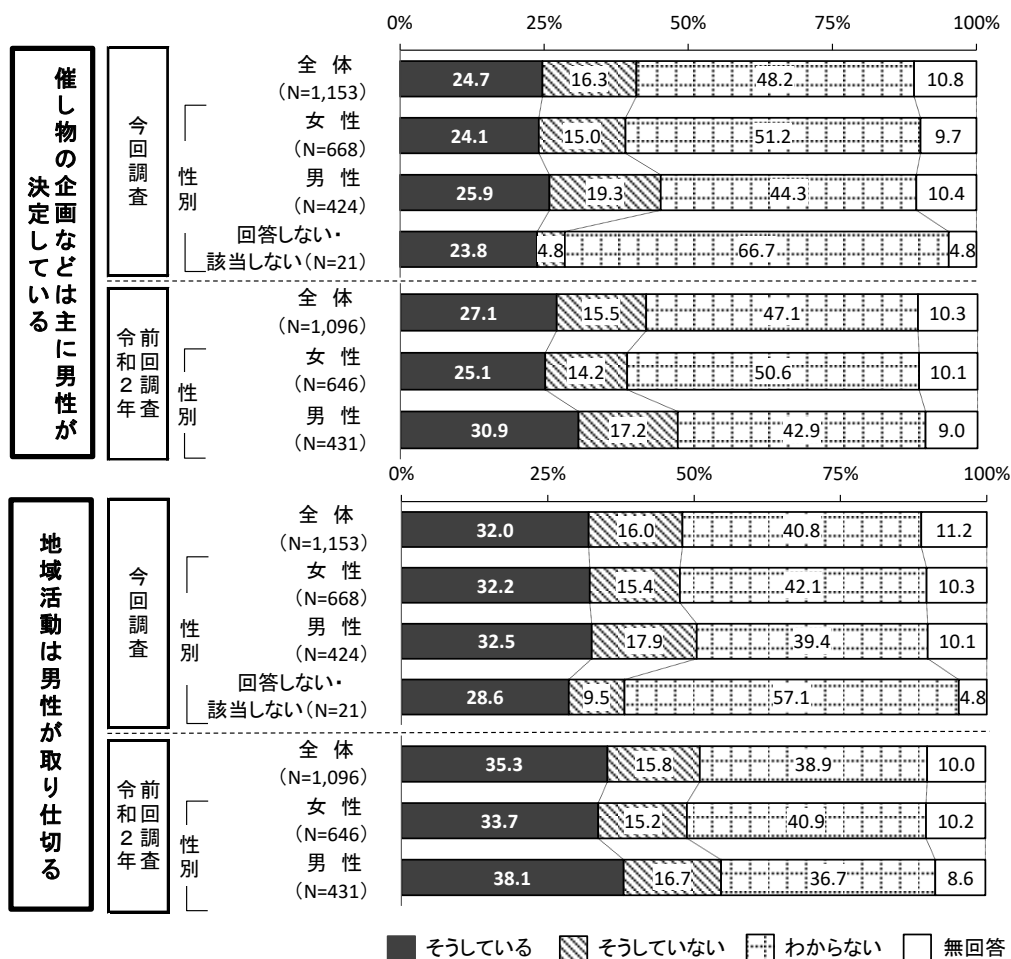 0% 25% 50% 75% 100%
催し物の企画などは主に男性が
決定している
今回調査
性別
全 体
(N=1,153)
24.7 16.3 48.2 10.8
女 性
(N=668)
24.1 15.0 51.2 9.7
男 性
(N=424)
25.9 19.3 44.3 10.4
回答しない・
該当しない(N=21)
23.8 4.8 66.7 4.8
前回調査
令和2年
性別
全 体
(N=1,096)
27.1 15.5 47.1 10.3
女 性
(N=646)
25.1 14.2 50.6 10.1
男 性
(N=431)
30.9 17.2 42.9 9.0
0% 25% 50% 75% 100%
地域活動は男性が取り仕切る
今回調査
性別
全 体
(N=1,153)
32.0 16.0 40.8 11.2
女 性
(N=668)
32.2 15.4 42.1 10.3
男 性
(N=424)
32.5 17.9 39.4 10.1
回答しない・
該当しない(N=21)
28.6 9.5 57.1 4.8
前回調査
令和2年
性別
全 体
(N=1,096)
35.3 15.8 38.9 10.0
女 性
(N=646)
33.7 15.2 40.9 10.2
男 性
(N=431)
38.1 16.7 36.7 8.6
そうしている そうしていない わからない 無回答